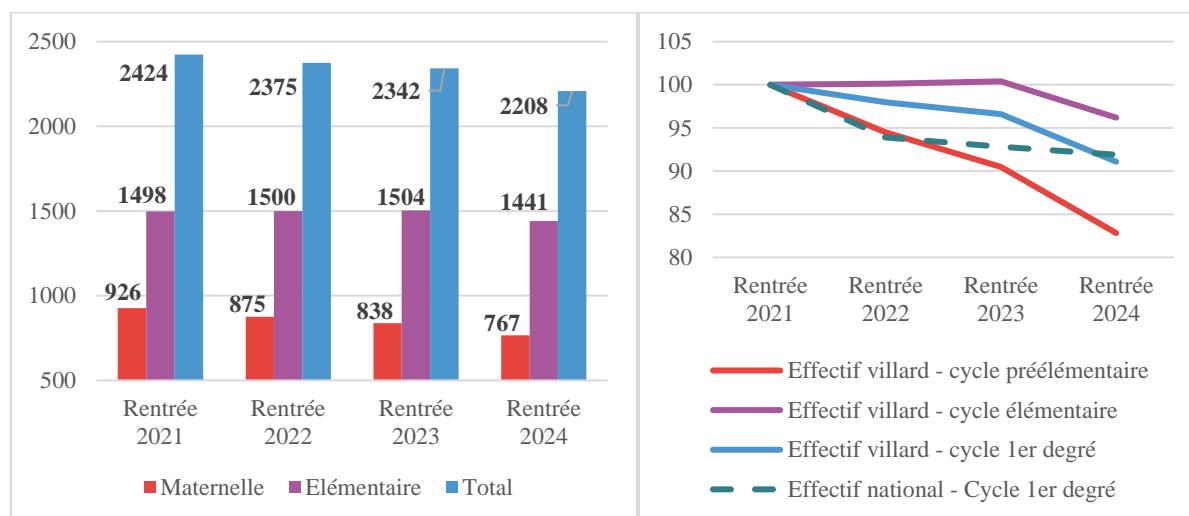 2500
2000
1500
1000
500
2424
2375
2342
2208
1498
1500
1504
1441
926
875
838
767
Rentrée
2021
Rentrée
2022
Rentrée
2023
Rentrée
2024
Maternelle
Elémentaire
Total
105
100
95
90
85
80
Rentrée
2021
Rentrée
2022
Rentrée
2023
Rentrée
2024
Effectif villard - cycle préélémentaire
Effectif villard - cycle élémentaire
Effectif villard - cycle 1er degré
Effectif national - Cycle 1er degré